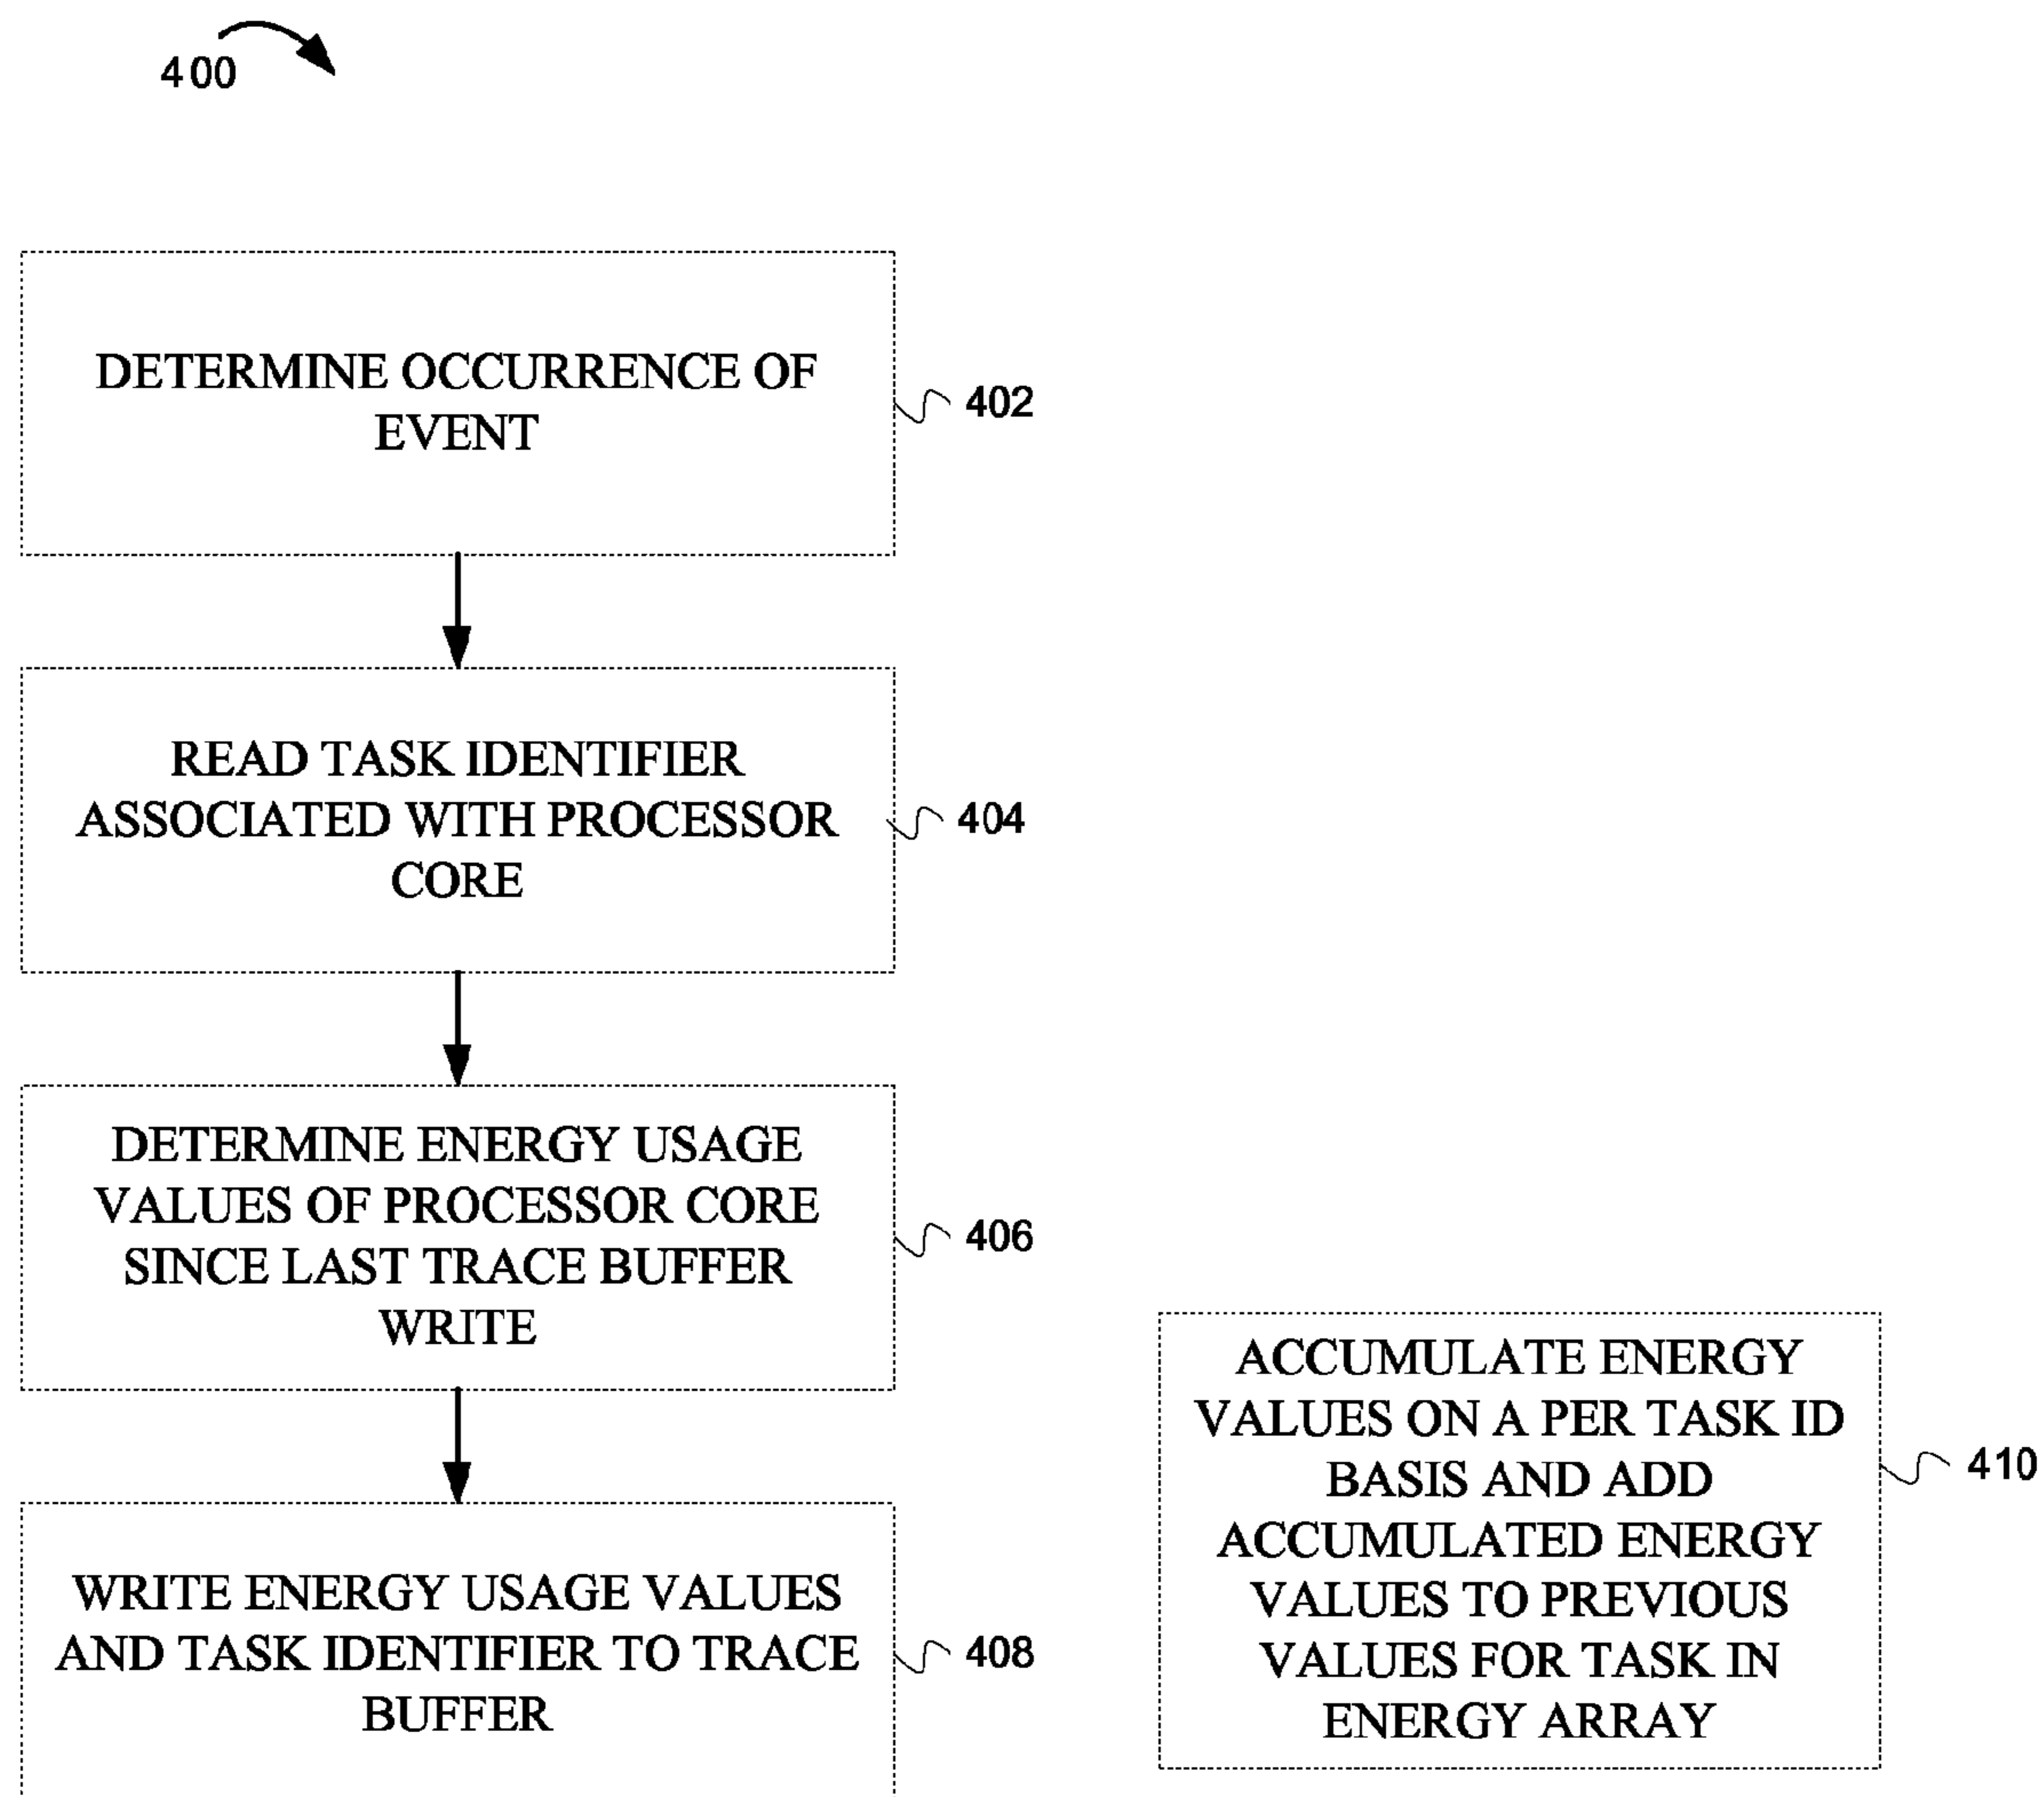 400
DETERMINE OCCURRENCE OF
EVENT
402
READ TASK IDENTIFIER
ASSOCIATED WITH PROCESSOR
CORE
404
DETERMINE ENERGY USAGE
VALUES OF PROCESSOR CORE
SINCE LAST TRACE BUFFER
WRITE
406
WRITE ENERGY USAGE VALUES
AND TASK IDENTIFIER TO TRACE
BUFFER
408
ACCUMULATE ENERGY
VALUES ON A PER TASK ID
BASIS AND ADD
ACCUMULATED ENERGY
VALUES TO PREVIOUS
VALUES FOR TASK IN
ENERGY ARRAY
410